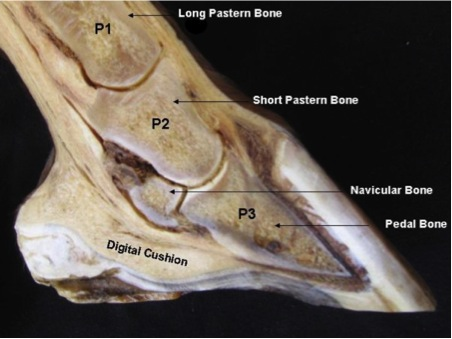 Long Pastern Bone
P1
Short Pastern Bone
P2
Navicular Bone
P3
Pedal Bone
Digital Cushion